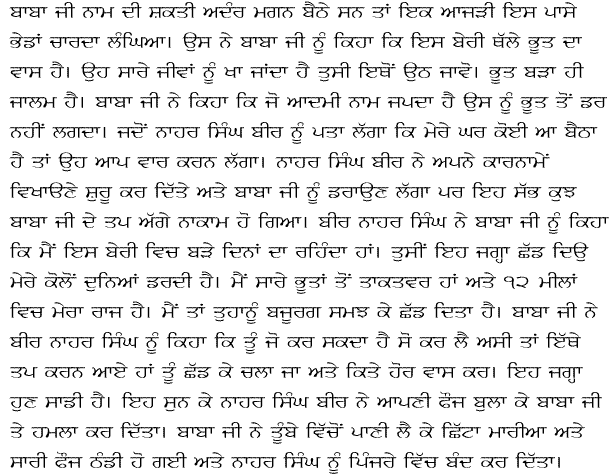 ਬਾਬਾ ਜੀ ਨਾਮ ਦੀ ਸ਼ਕਤੀ ਅਦੰਰ ਮਗਨ ਬੈਠੇ ਸਨ ਤਾਂ ਇਕ ਆਜੜੀ ਇਸ ਪਾਸੇ
ਭੇਡਾਂ ਚਾਰਦਾ ਲੰਘਿਆ। ਉਸ ਨੇ ਬਾਬਾ ਜੀ ਨੂੰ ਕਿਹਾ ਕਿ ਇਸ ਬੇਰੀ ਥੱਲੇ ਭੂਤ ਦਾ
ਵਾਸ ਹੈ। ਉਹ ਸਾਰੇ ਜੀਵਾਂ ਨੂੰ ਖਾ ਜਾਂਦਾ ਹੈ ਤੁਸੀ ਇਥੋਂ ਉਠ ਜਾਵੋ। ਭੂਤ ਬੜਾ ਹੀ
ਜਾਲਮ ਹੈ। ਬਾਬਾ ਜੀ ਨੇ ਕਿਹਾ ਕਿ ਜੋ ਆਦਮੀ ਨਾਮ ਜਪਦਾ ਹੈ ਉਸ ਨੂੰ ਭੂਤ ਤੋਂ ਡਰ
ਨਹੀਂ ਲਗਦਾ। ਜਦੋਂ ਨਾਹਰ ਸਿੰਘ ਬੀਰ ਨੂੰ ਪਤਾ ਲੱਗਾ ਕਿ ਮੇਰੇ ਘਰ ਕੋਈ ਆ ਬੈਠਾ
ਹੈ ਤਾਂ ਉਹ ਆਪ ਵਾਰ ਕਰਨ ਲੱਗਾ। ਨਾਹਰ ਸਿੰਘ ਬੀਰ ਨੇ ਅਪਨੇ ਕਾਰਨਾਮੇਂ
ਵਿਖਾਉਣੇ ਸ਼ੁਰੂ ਕਰ ਦਿੱਤੇ ਅਤੇ ਬਾਬਾ ਜੀ ਨੂੰ ਡਰਾਉਣ ਲੱਗਾ ਪਰ ਇਹ ਸੱਭ ਕੁਝ
ਬਾਬਾ ਜੀ ਦੇ ਤਪ ਅੱਗੇ ਨਾਕਾਮ ਹੋ ਗਿਆ। ਬੀਰ ਨਾਹਰ ਸਿੰਘ ਨੇ ਬਾਬਾ ਜੀ ਨੂੰ ਕਿਹਾ
ਕਿ ਮੈਂ ਇਸ ਬੇਰੀ ਵਿਚ ਬੜੇ ਦਿਨਾਂ ਦਾ ਰਹਿੰਦਾ ਹਾਂ। ਤੁਸੀਂ ਇਹ ਜਗ੍ਹਾ ਛੱਡ ਦਿਉ
ਮੇਰੇ ਕੋਲੋਂ ਦੁਨਿਆਂ ਡਰਦੀ ਹੈ। ਮੈਂ ਸਾਰੇ ਭੂਤਾਂ ਤੋਂ ਤਾਕਤਵਰ ਹਾਂ ਅਤੇ ੧੨ ਮੀਲਾਂ
ਵਿਚ ਮੇਰਾ ਰਾਜ ਹੈ। ਮੈਂ ਤਾਂ ਤੁਹਾਨੂੰ ਬਜੂਰਗ ਸਮਝ ਕੇ ਛੱਡ ਦਿਤਾ ਹੈ। ਬਾਬਾ ਜੀ ਨੇ
ਬੀਰ ਨਾਹਰ ਸਿੰਘ ਨੂੰ ਕਿਹਾ ਕਿ ਤੂੰ ਜੋ ਕਰ ਸਕਦਾ ਹੈ ਸੋ ਕਰ ਲੈ ਅਸੀ ਤਾਂ ਇੱਥੇ
ਤਪ ਕਰਨ ਆਏ ਹਾਂ ਤੂੰ ਛੱਡ ਕੇ ਚਲਾ ਜਾ ਅਤੇ ਕਿਤੇ ਹੋਰ ਵਾਸ ਕਰ। ਇਹ ਜਗ੍ਹਾ
ਹੁਣ ਸਾਡੀ ਹੈ। ਇਹ ਸੁਨ ਕੇ ਨਾਹਰ ਸਿੰਘ ਬੀਰ ਨੇ ਆਪਣੀ ਫੌਜ ਬੁਲਾ ਕੇ ਬਾਬਾ ਜੀ
ਤੇ ਹਮਲਾ ਕਰ ਦਿੱਤਾ। ਬਾਬਾ ਜੀ ਨੇ ਤੂੰਬੇ ਵਿੱਚੋਂ ਪਾਣੀ ਲੈ ਕੇ ਛਿੱਟਾ ਮਾਰੀਆ ਅਤੇ
ਸਾਰੀ ਫੌਜ ਠੰਡੀ ਹੋ ਗਈ ਅਤੇ ਨਾਹਰ ਸਿੰਘ ਨੂੰ ਪਿੰਜਰੇ ਵਿੱਚ ਬੰਦ ਕਰ ਦਿੱਤਾ।